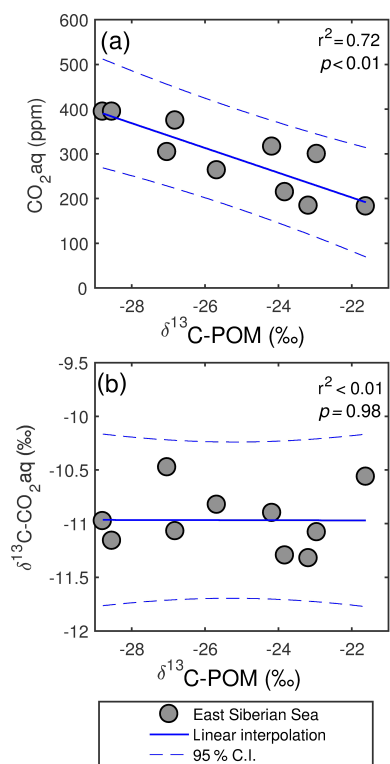 (a)
r²=0.72
p<0.01
600
500
400
300
200
100
0
CO₂aq (ppm)
-28 -26 -24 -22
δ¹³C-POM (‰)
(b)
r²<0.01
p=0.98
-9.5
-10
-10.5
-11
-11.5
-12
δ¹³C-CO₂aq (‰)
-28 -26 -24 -22
δ¹³C-POM (‰)
East Siberian Sea
Linear interpolation
95 % C.I.